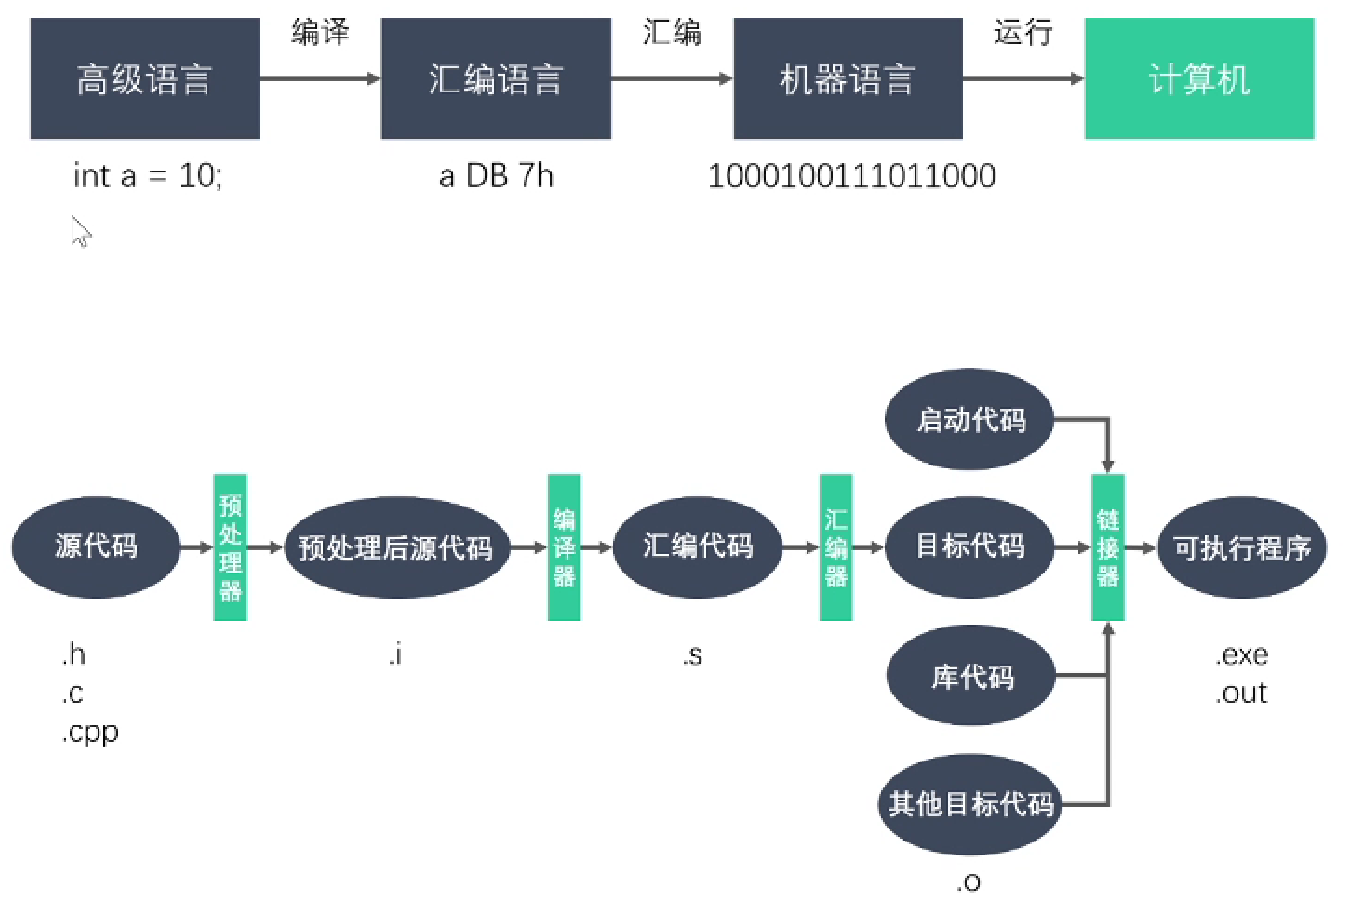 编译
汇编
运行
高级语言
汇编语言
机器语言
计算机
int a = 10;
a DB 7h
1000100111011000
启动代码
源代码
预处理器
预处理后源代码
编译器
汇编代码
汇编器
目标代码
链接器
可执行程序
库代码
其他目标代码
.h
.c
.cpp
.i
.s
.o
.exe
.out